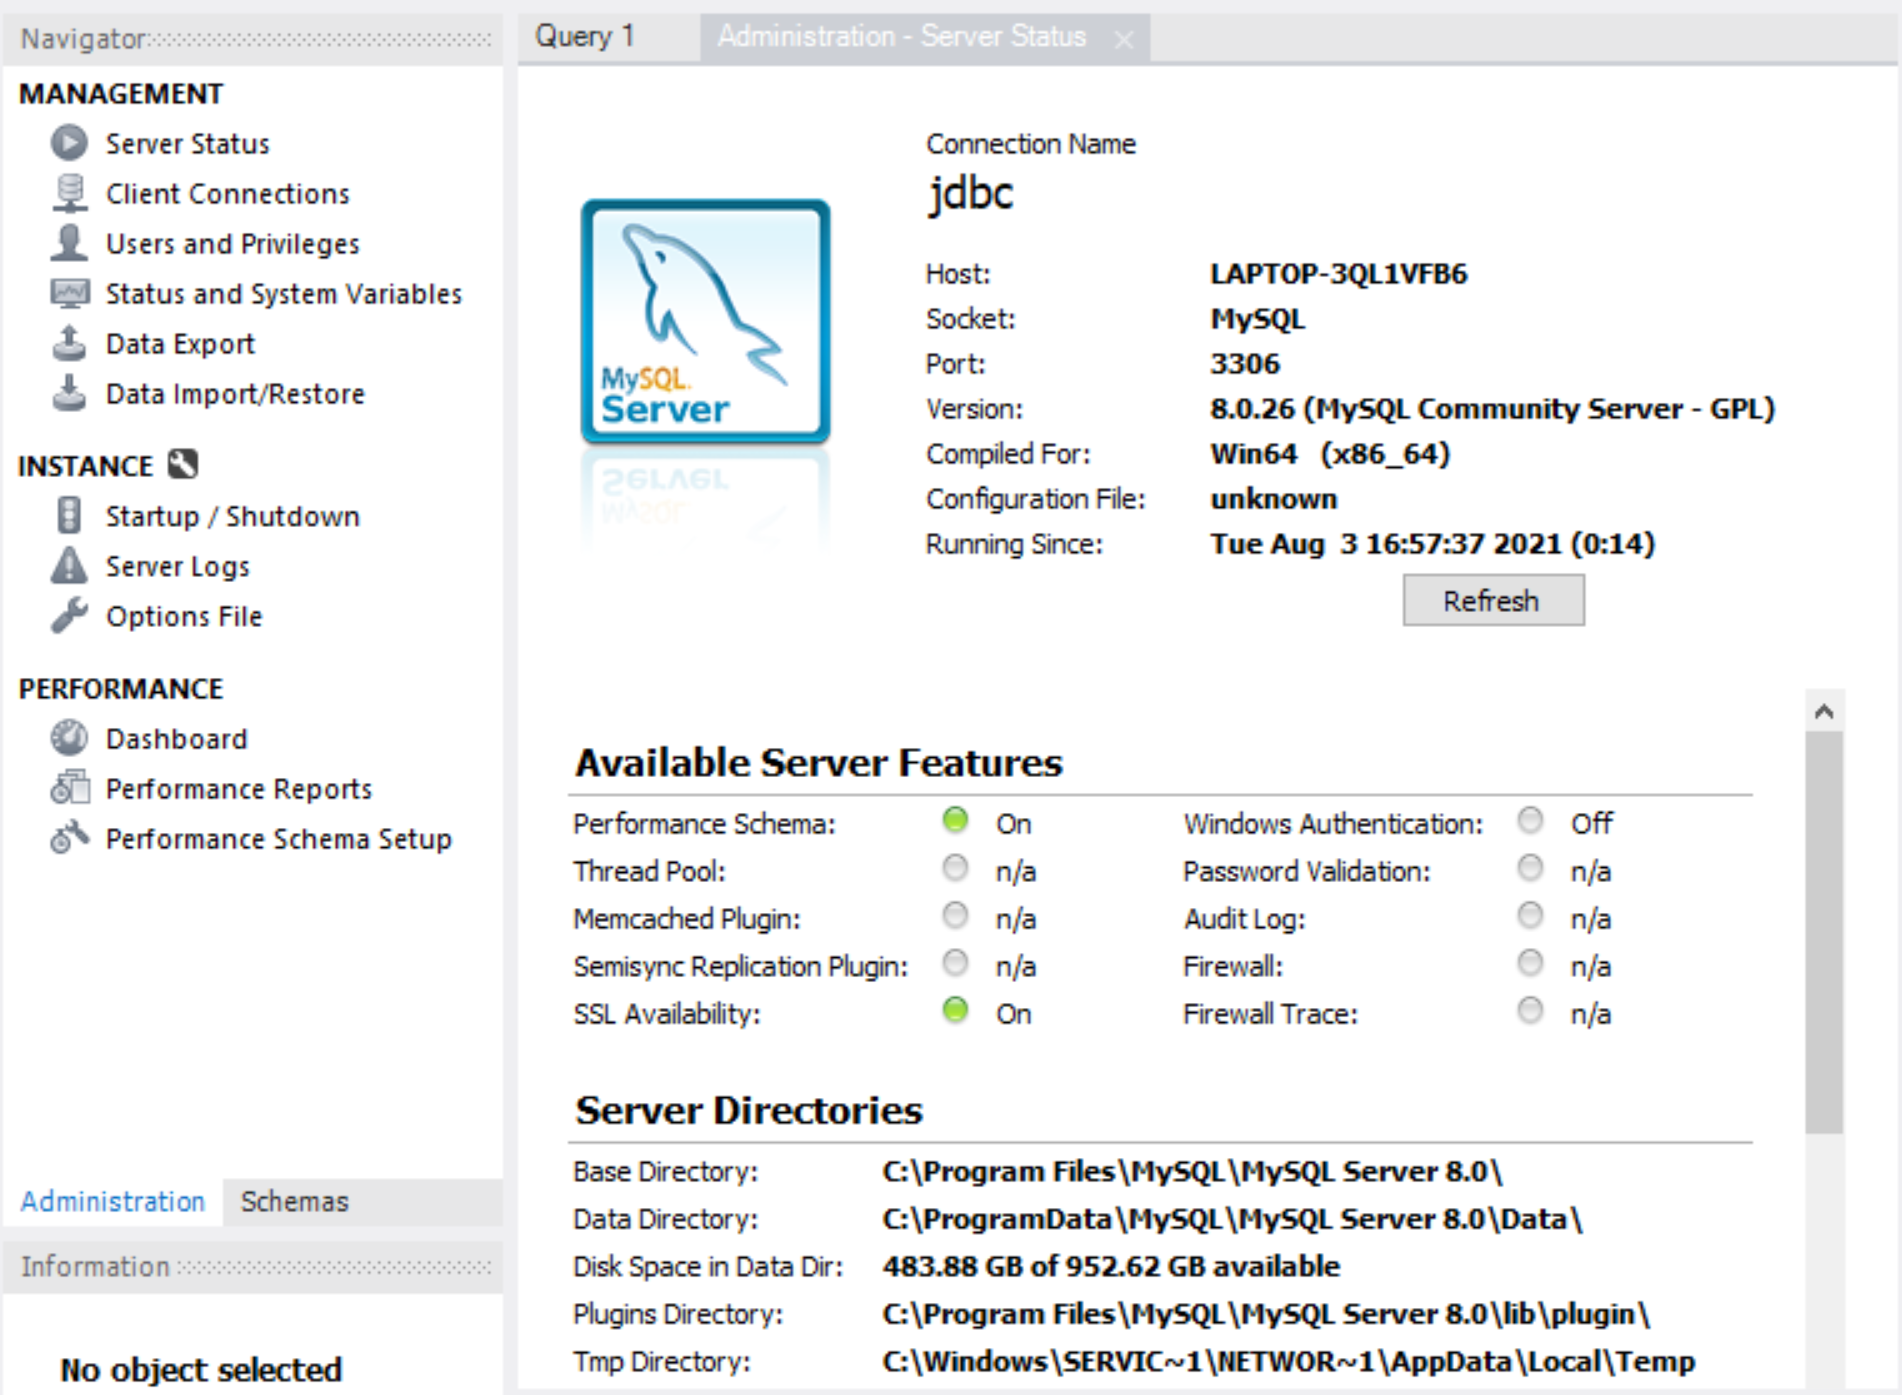 Navigator
MANAGEMENT
Server Status
Client Connections
Users and Privileges
Status and System Variables
Data Export
Data Import/Restore
INSTANCE
Startup / Shutdown
Server Logs
Options File
PERFORMANCE
Dashboard
Performance Reports
Performance Schema Setup
Administration Schemas
Information
No object selected
Query 1 Administration - Server Status
MySQL
Server
Connection Name
jdbc
Host: LAPTOP-3QL1VFB6
Socket: MySQL
Port: 3306
Version: 8.0.26 (MySQL Community Server - GPL)
Compiled For: Win64 (x86_64)
Configuration File: unknown
Running Since: Tue Aug 3 16:57:37 2021 (0:14)
Refresh
Available Server Features
Performance Schema: On Windows Authentication: Off
Thread Pool: n/a Password Validation: n/a
Memcached Plugin: n/a Audit Log: n/a
Semisync Replication Plugin: n/a Firewall: n/a
SSL Availability: On Firewall Trace: n/a
Server Directories
Base Directory: C:\Program Files\MySQL\MySQL Server 8.0\
Data Directory: C:\ProgramData\MySQL\MySQL Server 8.0\Data\
Disk Space in Data Dir: 483.88 GB of 952.62 GB available
Plugins Directory: C:\Program Files\MySQL\MySQL Server 8.0\lib\plugin\
Tmp Directory: C:\Windows\SERVIC~1\NETWOR~1\AppData\Local\Temp